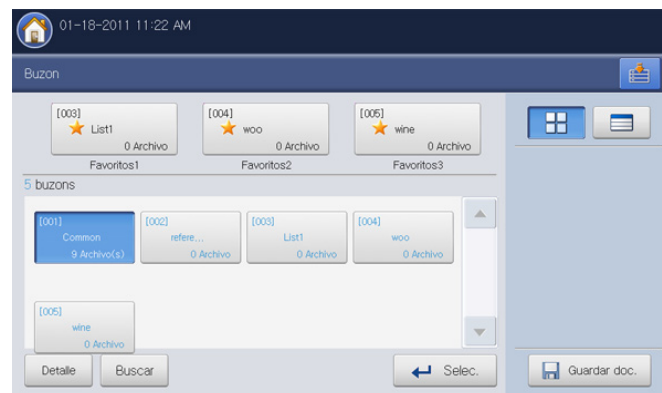 01-18-2011 11:22 AM
Buzon
[003]
List1
0 Archivo
Favoritos1
[004]
woo
0 Archivo
Favoritos2
[005]
wine
0 Archivo
Favoritos3
5 buzons
[001]
Common
9 Archivo(s)
[002]
refere...
0 Archivo
[003]
List1
0 Archivo
[004]
woo
0 Archivo
[005]
wine
0 Archivo
Detalle
Buscar
Selec.
Guardar doc.